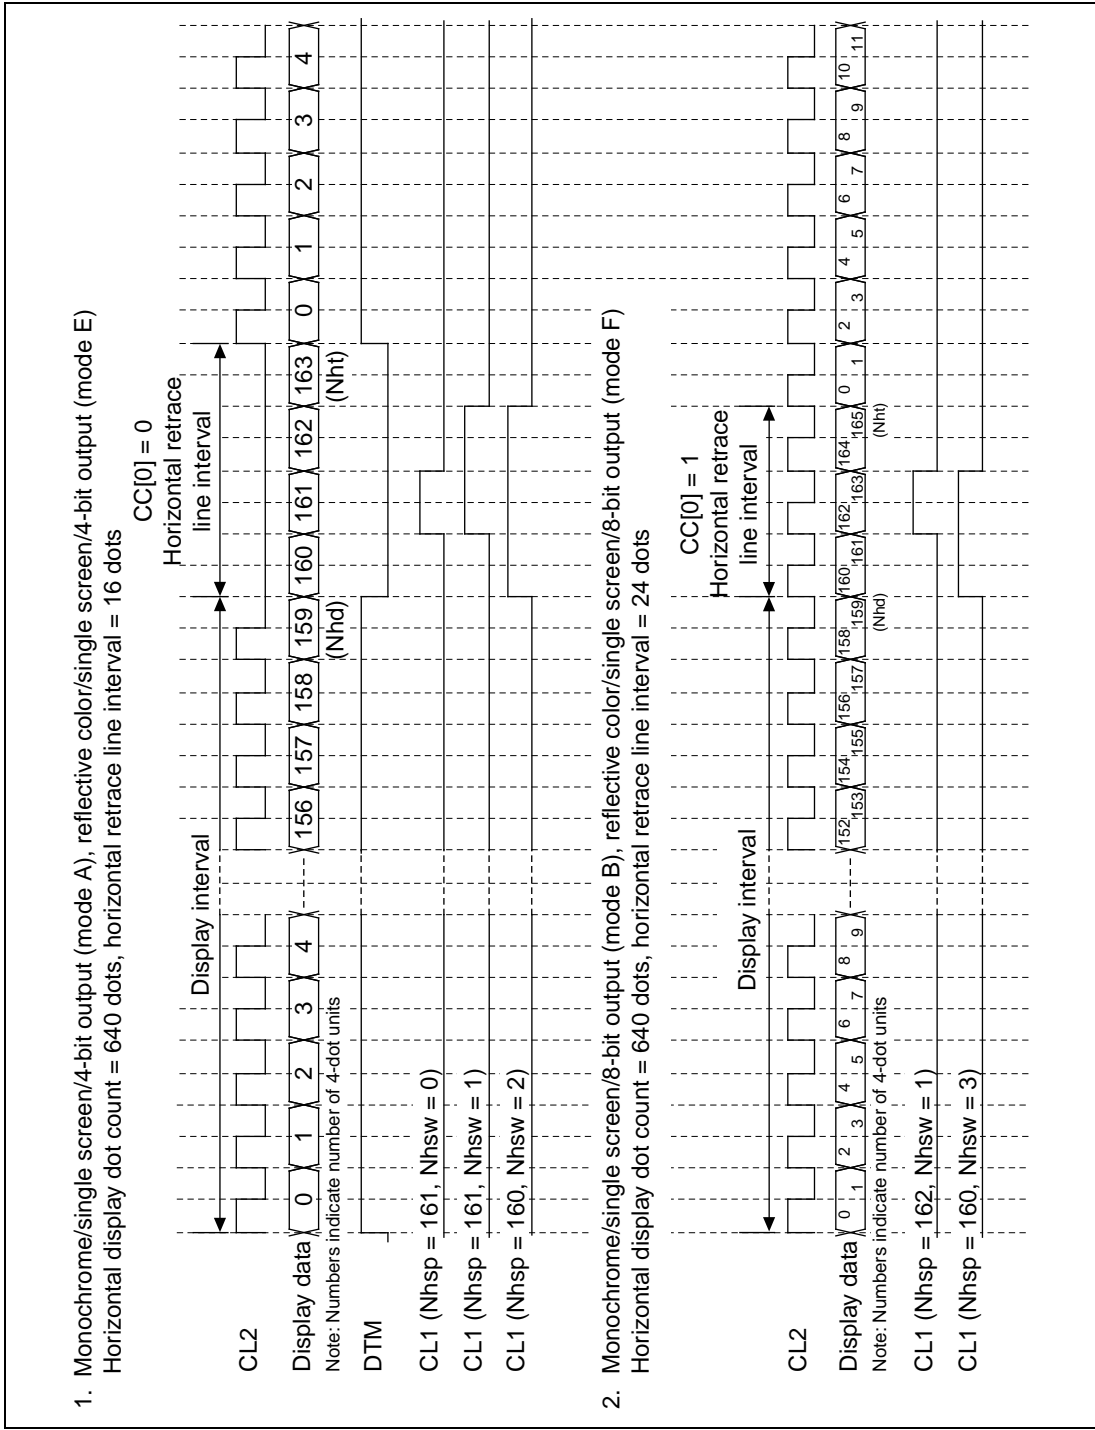 1. Monochrome/single screen/4-bit output (mode A), reflective color/single screen/4-bit output (mode E)
Horizontal display dot count = 640 dots, horizontal retrace line interval = 16 dots
CC[0] = 0
Horizontal retrace
line interval
Display interval
CL2
Display data 0 1 2 3 4 156 157 158 159 160 161 162 163 0 1 2 3 4
(Nhd) (Nht)
Note: Numbers indicate number of 4-dot units
DTM
CL1 (Nhsp = 161, Nhsw = 0)
CL1 (Nhsp = 161, Nhsw = 1)
CL1 (Nhsp = 160, Nhsw = 2)
2. Monochrome/single screen/8-bit output (mode B), reflective color/single screen/8-bit output (mode F)
Horizontal display dot count = 640 dots, horizontal retrace line interval = 24 dots
CC[0] = 1
Horizontal retrace
line interval
Display interval
CL2
Display data 0 1 2 3 4 5 6 7 8 9 152 153 154 155 156 157 158 159 160 161 162 163 164 165 0 1 2 3 4 5 6 7 8 9 10 11
(Nhd) (Nht)
Note: Numbers indicate number of 4-dot units
CL1 (Nhsp = 162, Nhsw = 1)
CL1 (Nhsp = 160, Nhsw = 3)